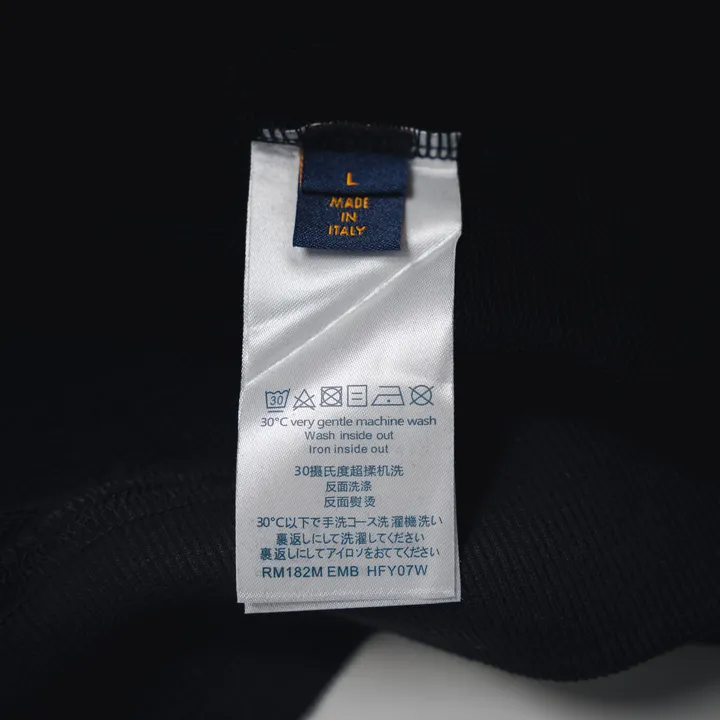 L
MADE
IN
ITALY
30
30°C very gentle machine wash
Wash inside out
Iron inside out
30摄氏度超柔机洗
反面洗涤
反面熨烫
30℃以下で手洗コース洗濯機洗い
裏返しにして洗濯してください
裏返しにしてアイロンをおててください
RM182M EMB HFY07W